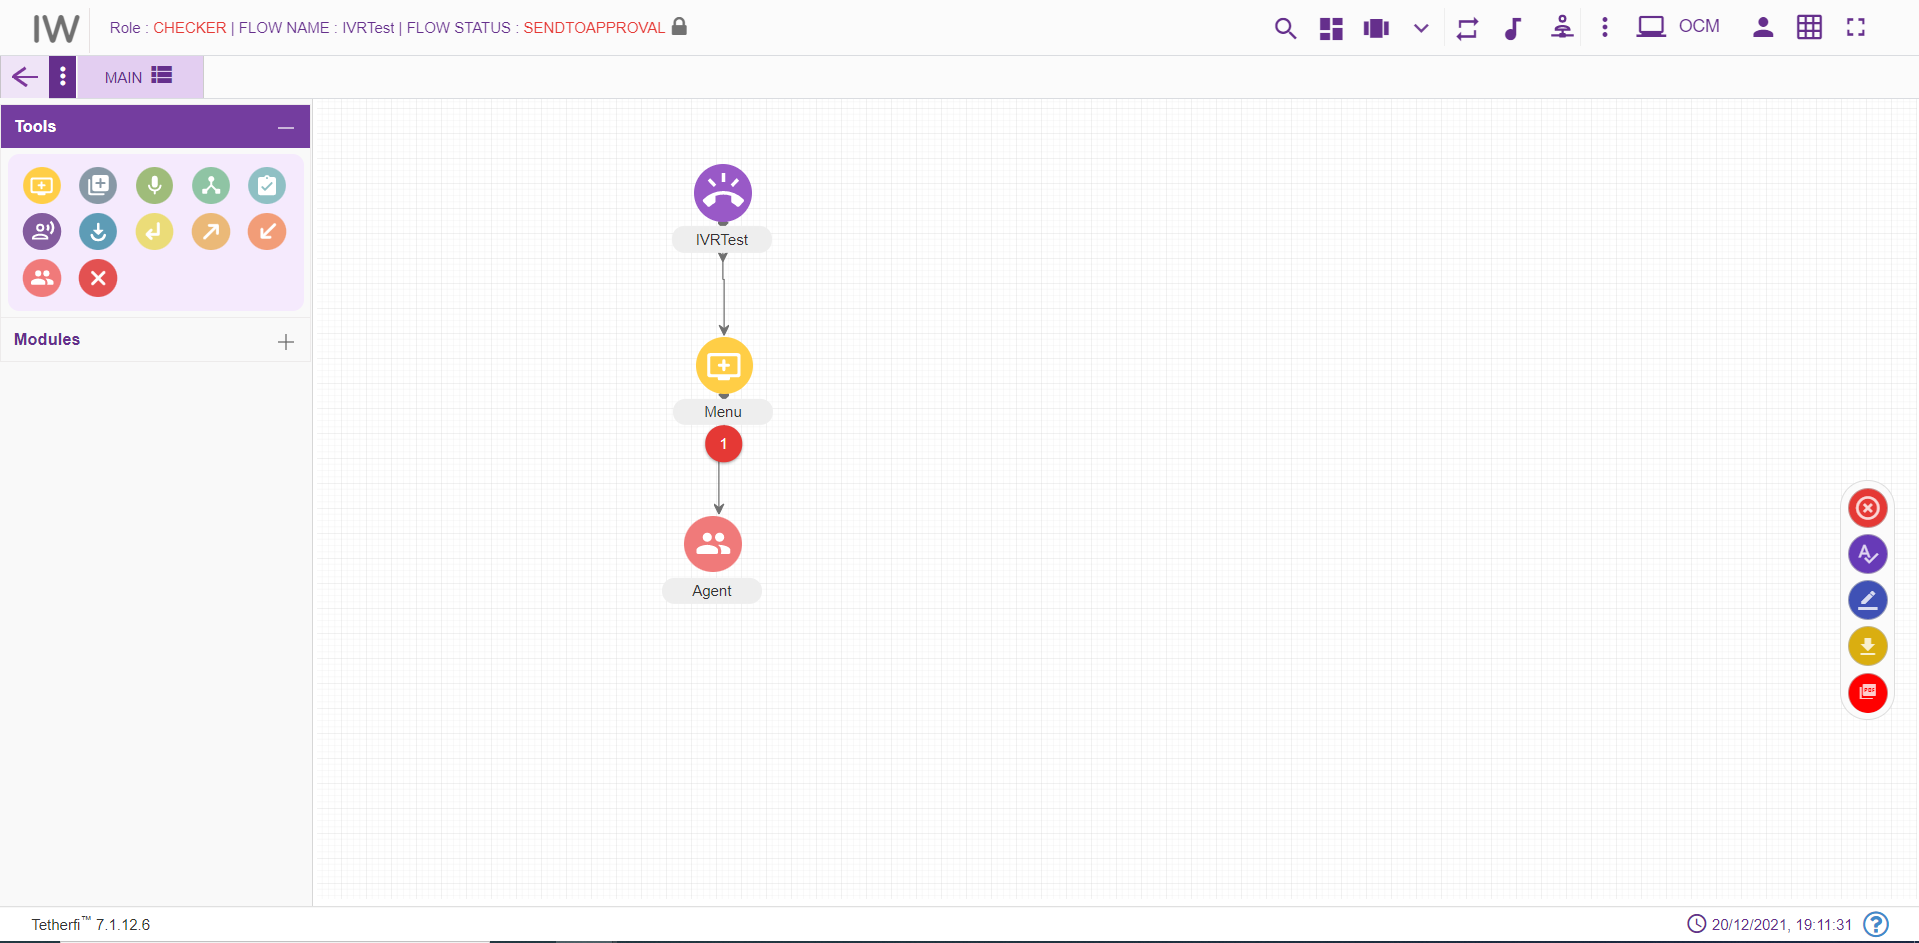 IW
Role : CHECKER | FLOW NAME : IVRTest | FLOW STATUS : SENDTOAPPROVAL
OCM
MAIN
Tools
Modules
IVRTest
Menu
1
Agent
PDF
Tetherfi™ 7.1.12.6
20/12/2021, 19:11:31
?